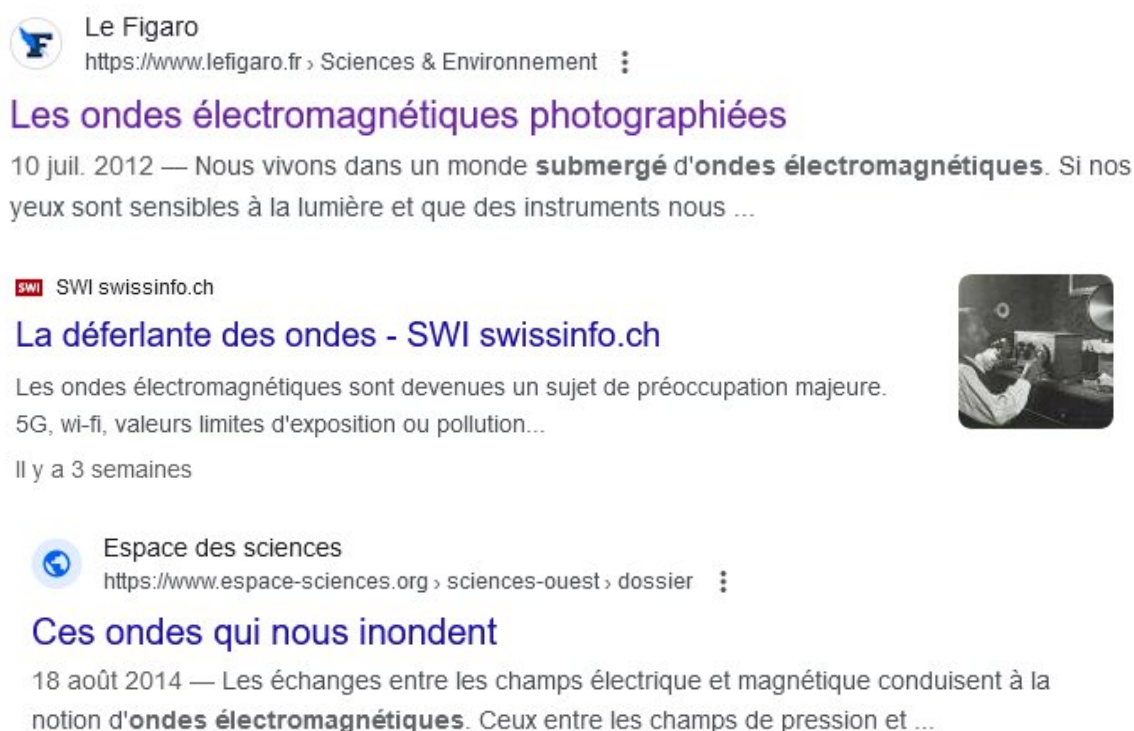 Le Figaro
https://www.lefigaro.fr › Sciences & Environnement
Les ondes électromagnétiques photographiées
10 juil. 2012 — Nous vivons dans un monde submergé d'ondes électromagnétiques. Si nos
yeux sont sensibles à la lumière et que des instruments nous ...
SWI SWI swissinfo.ch
La déferlante des ondes - SWI swissinfo.ch
Les ondes électromagnétiques sont devenues un sujet de préoccupation majeure.
5G, wi-fi, valeurs limites d'exposition ou pollution...
Il y a 3 semaines
Espace des sciences
https://www.espace-sciences.org › sciences-ouest › dossier
Ces ondes qui nous inondent
18 août 2014 — Les échanges entre les champs électrique et magnétique conduisent à la
notion d'ondes électromagnétiques. Ceux entre les champs de pression et ...